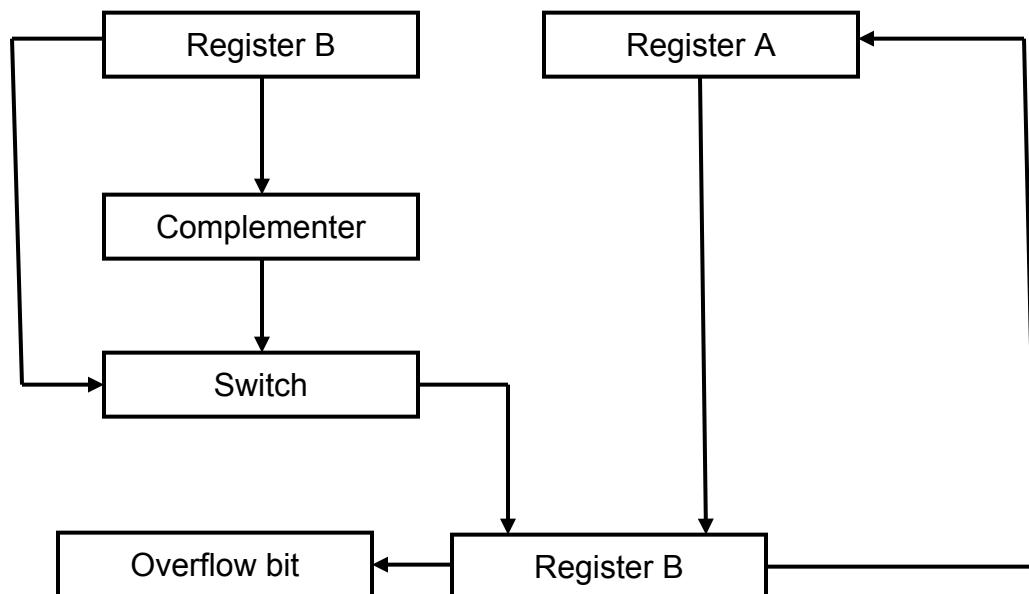 Register B
Register A
Complementer
Switch
Overflow bit
Register B